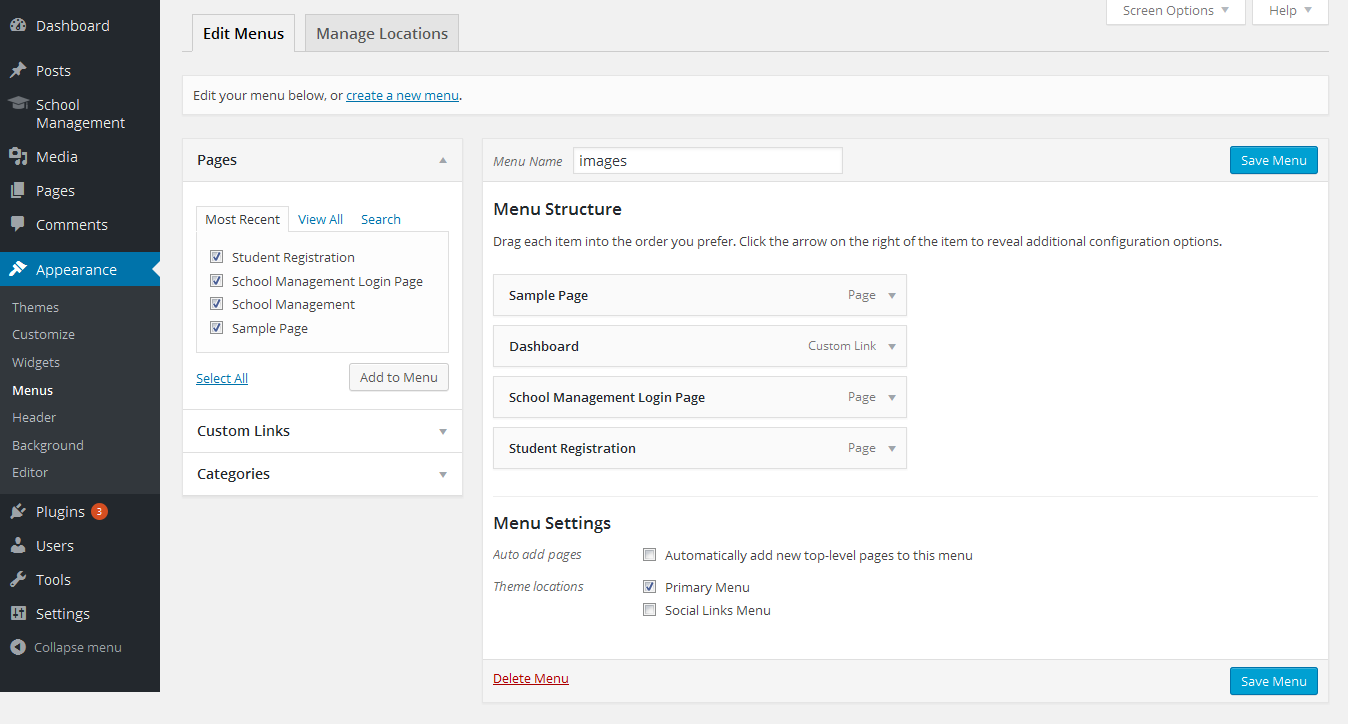 Dashboard
Posts
School
Management
Media
Pages
Comments
Appearance
Themes
Customize
Widgets
Menus
Header
Background
Editor
Plugins 3
Users
Tools
Settings
Collapse menu
Screen Options
Help
Edit Menus
Manage Locations
Edit your menu below, or create a new menu.
Pages
Most Recent
View All
Search
Student Registration
School Management Login Page
School Management
Sample Page
Select All
Add to Menu
Custom Links
Categories
Menu Name images
Save Menu
Menu Structure
Drag each item into the order you prefer. Click the arrow on the right of the item to reveal additional configuration options.
Sample Page Page
Dashboard Custom Link
School Management Login Page Page
Student Registration Page
Menu Settings
Auto add pages Automatically add new top-level pages to this menu
Theme locations Primary Menu
Social Links Menu
Delete Menu
Save Menu